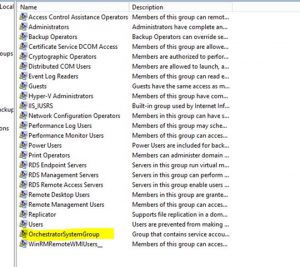 Local
Name
Description
Access Control Assistance Operators
Members of this group can remot...
Administrators
Administrators have complete an...
Backup Operators
Backup Operators can override se...
Certificate Service DCOM Access
Members of this group are allowe...
Cryptographic Operators
Members are authorized to perfor...
Distributed COM Users
Members are allowed to launch, a...
Event Log Readers
Members of this group can read e...
Guests
Guests have the same access as m...
Hyper-V Administrators
Members of this group have com...
IIS_IUSRS
Built-in group used by Internet Inf...
Network Configuration Operators
Members in this group can have s...
Performance Log Users
Members of this group may sche...
Performance Monitor Users
Members of this group can acces...
Power Users
Power Users are included for back...
Print Operators
Members can administer domain ...
RDS Endpoint Servers
Servers in this group run virtual m...
RDS Management Servers
Servers in this group can perform ...
RDS Remote Access Servers
Servers in this group enable users ...
Remote Desktop Users
Members in this group are grante...
Remote Management Users
Members of this group can acces...
Replicator
Supports file replication in a dom...
Users
Users are prevented from making ...
OrchestratorSystemGroup
Group that contains service accou...
WinRMRemoteWMIUsers__
Members of this group can acces...